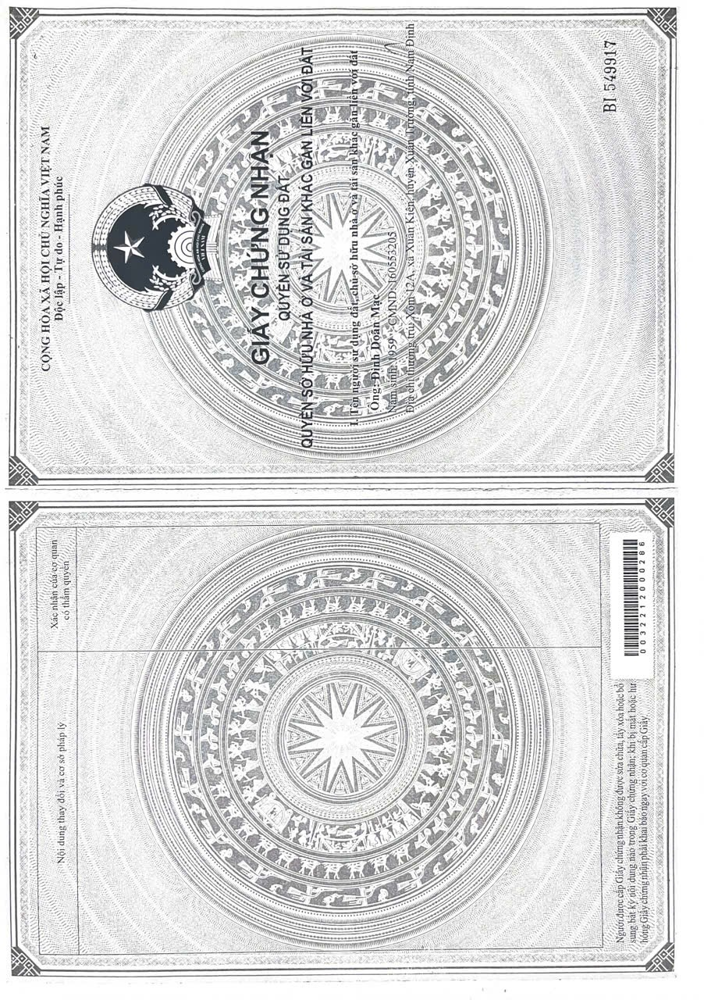 CỘNG HÒA XÃ HỘI CHỦ NGHĨA VIỆT NAM
Độc lập - Tự do - Hạnh phúc
VIỆT NAM
GIẤY CHỨNG NHẬN
QUYỀN SỬ DỤNG ĐẤT
QUYỀN SỞ HỮU NHÀ Ở VÀ TÀI SẢN KHÁC GẮN LIỀN VỚI ĐẤT
I. Tên người sử dụng đất, chủ sở hữu nhà ở và tài sản khác gắn liền với đất
Ông: Đinh Doãn Mạc
Năm sinh: 1959 - CMND: 160553205
Địa chỉ thường trú: Xóm 12A, xã Xuân Kiên, huyện Xuân Trường, tỉnh Nam Định
BI 549917
Nội dung thay đổi và cơ sở pháp lý
Xác nhận của cơ quan
có thẩm quyền
Người được cấp Giấy chứng nhận không được sửa chữa, tẩy xóa hoặc bổ
sung bất kỳ nội dung nào trong Giấy chứng nhận; khi bị mất hoặc hư
hỏng Giấy chứng nhận phải khai báo ngay với cơ quan cấp Giấy
0032212000286